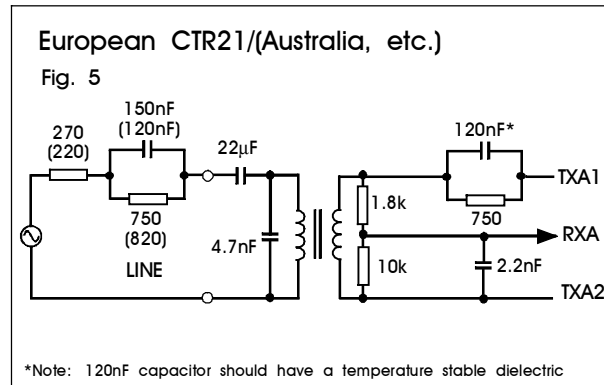 European CTR21/(Australia, etc.)
Fig. 5
150nF
(120nF)
270
(220)
22µF
120nF*
TXA1
750
(820)
1.8k
750
4.7nF
RXA
LINE
10k
2.2nF
TXA2
*Note: 120nF capacitor should have a temperature stable dielectric